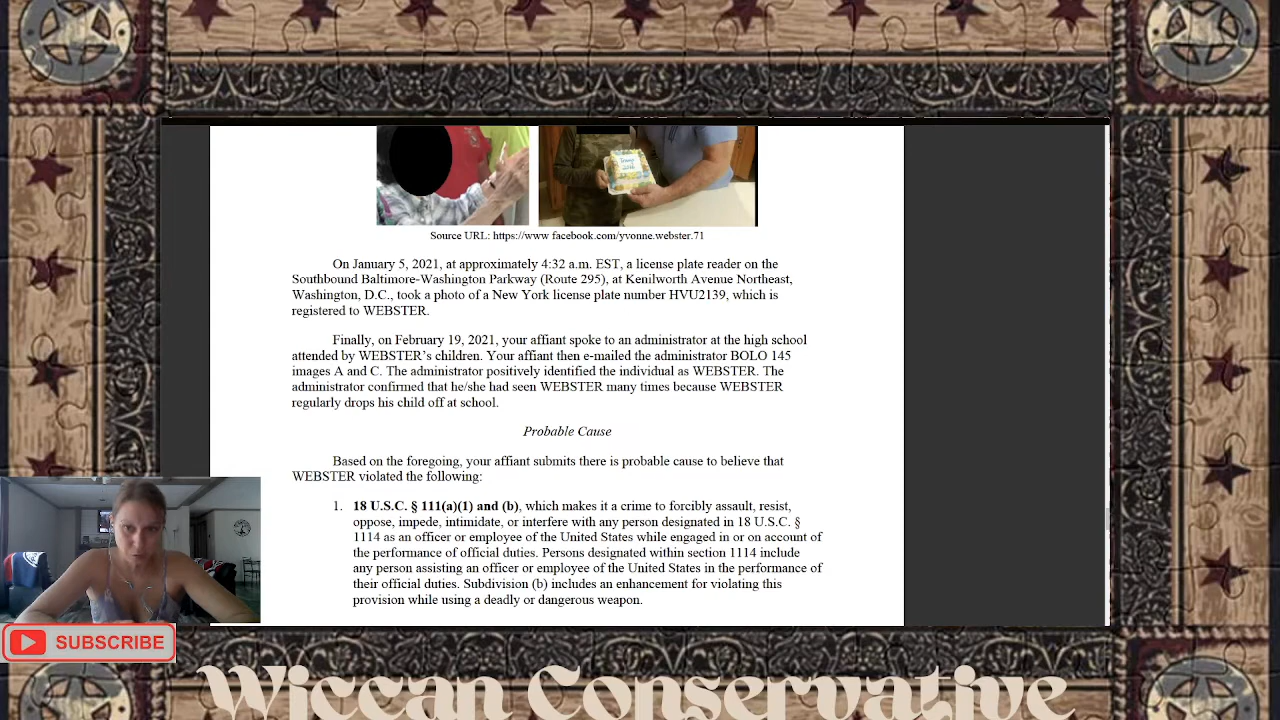 Source URL: https://www facebook.com/yvonne.webster.71
On January 5, 2021, at approximately 4:32 a.m. EST, a license plate reader on the
Southbound Baltimore-Washington Parkway (Route 295), at Kenilworth Avenue Northeast,
Washington, D.C., took a photo of a New York license plate number HVU2139, which is
registered to WEBSTER.
Finally, on February 19, 2021, your affiant spoke to an administrator at the high school
attended by WEBSTER's children. Your affiant then e-mailed the administrator BOLO 145
images A and C. The administrator positively identified the individual as WEBSTER. The
administrator confirmed that he/she had seen WEBSTER many times because WEBSTER
regularly drops his child off at school.
Probable Cause
Based on the foregoing, your affiant submits there is probable cause to believe that
WEBSTER violated the following:
1. 18 U.S.C. § 111(a)(1) and (b), which makes it a crime to forcibly assault, resist,
oppose, impede, intimidate, or interfere with any person designated in 18 U.S.C. §
1114 as an officer or employee of the United States while engaged in or on account of
the performance of official duties. Persons designated within section 1114 include
any person assisting an officer or employee of the United States in the performance of
their official duties. Subdivision (b) includes an enhancement for violating this
provision while using a deadly or dangerous weapon.
SUBSCRIBE
Wiccan Conservative